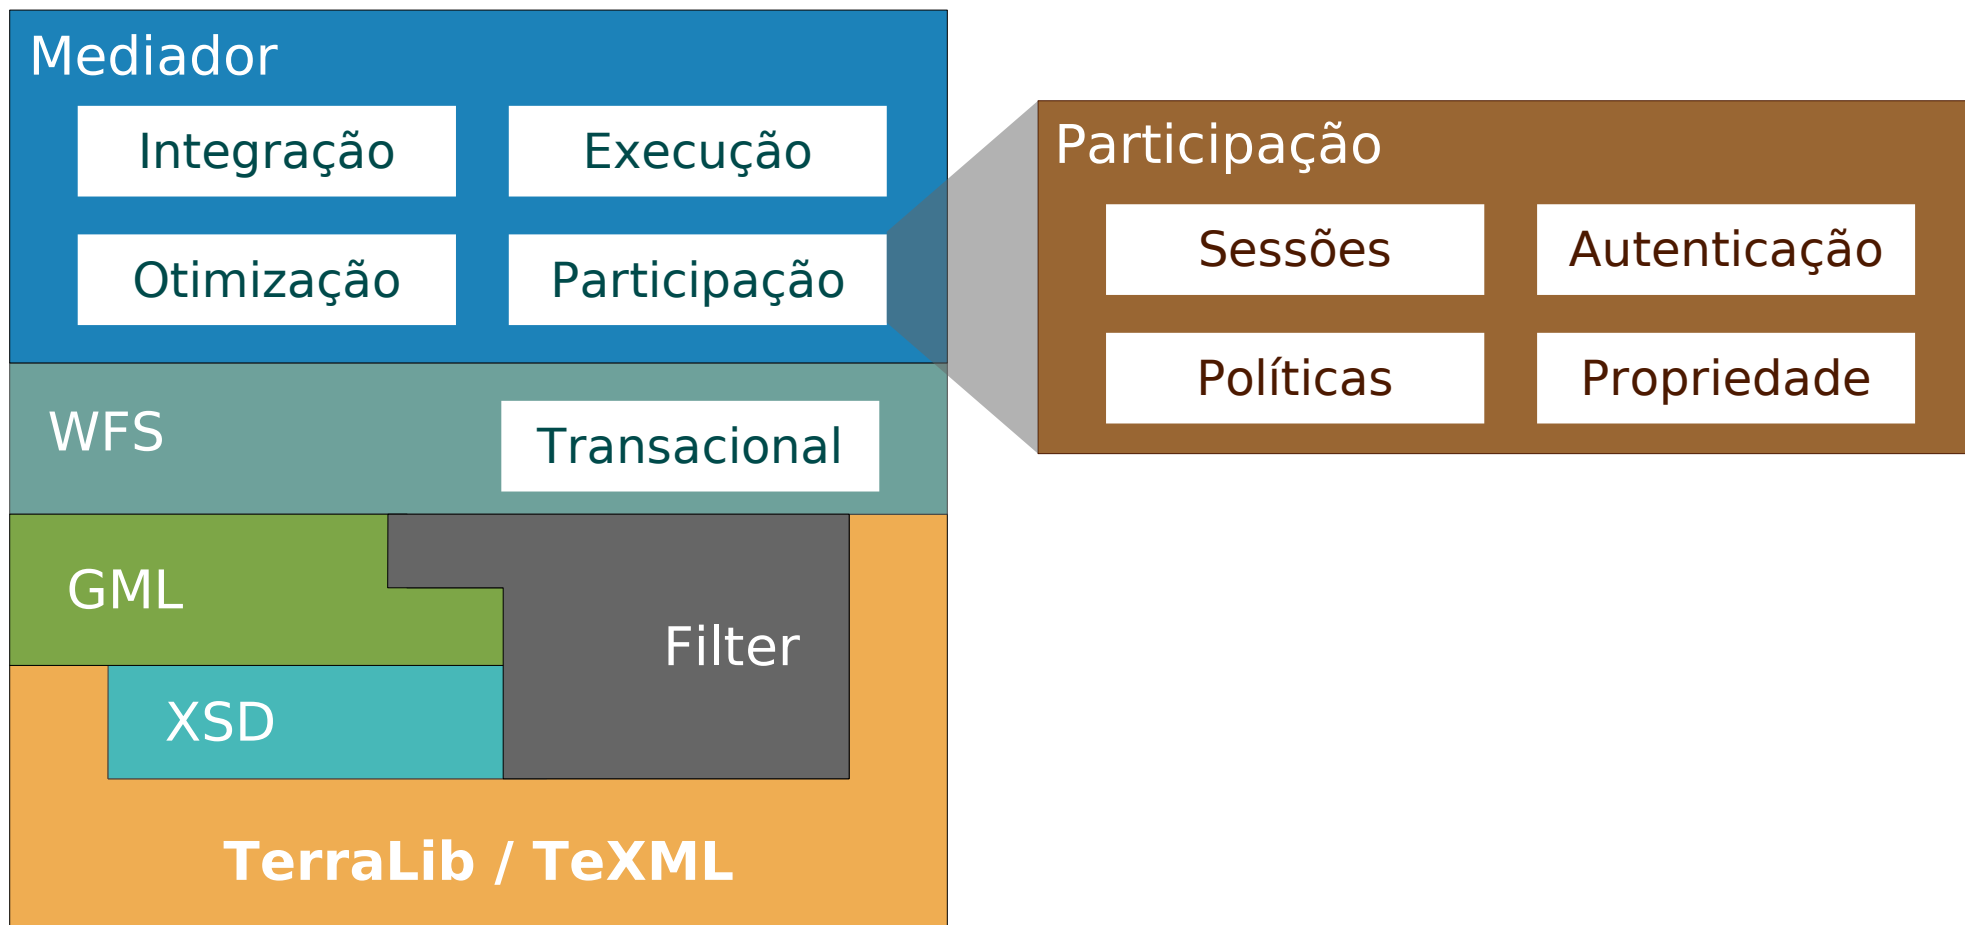 Mediador
Integração
Execução
Otimização
Participação
WFS
Transacional
GML
Filter
XSD
TerraLib / TeXML
Participação
Sessões
Autenticação
Políticas
Propriedade